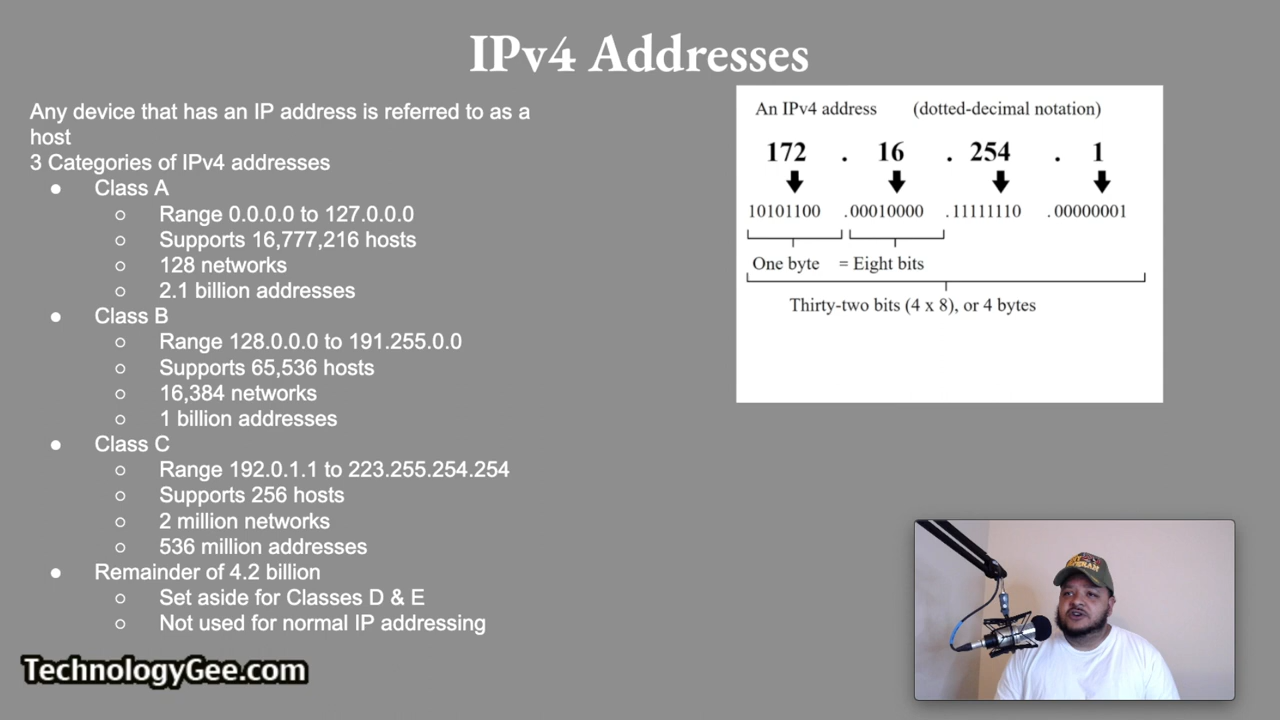 IPv4 Addresses
Any device that has an IP address is referred to as a
host
3 Categories of IPv4 addresses
● Class A
○ Range 0.0.0.0 to 127.0.0.0
○ Supports 16,777,216 hosts
○ 128 networks
○ 2.1 billion addresses
● Class B
○ Range 128.0.0.0 to 191.255.0.0
○ Supports 65,536 hosts
○ 16,384 networks
○ 1 billion addresses
● Class C
○ Range 192.0.1.1 to 223.255.254.254
○ Supports 256 hosts
○ 2 million networks
○ 536 million addresses
● Remainder of 4.2 billion
○ Set aside for Classes D & E
○ Not used for normal IP addressing
An IPv4 address (dotted-decimal notation)
172 . 16 . 254 . 1
10101100 .00010000 .11111110 .00000001
One byte = Eight bits
Thirty-two bits (4 x 8), or 4 bytes
TechnologyGee.com